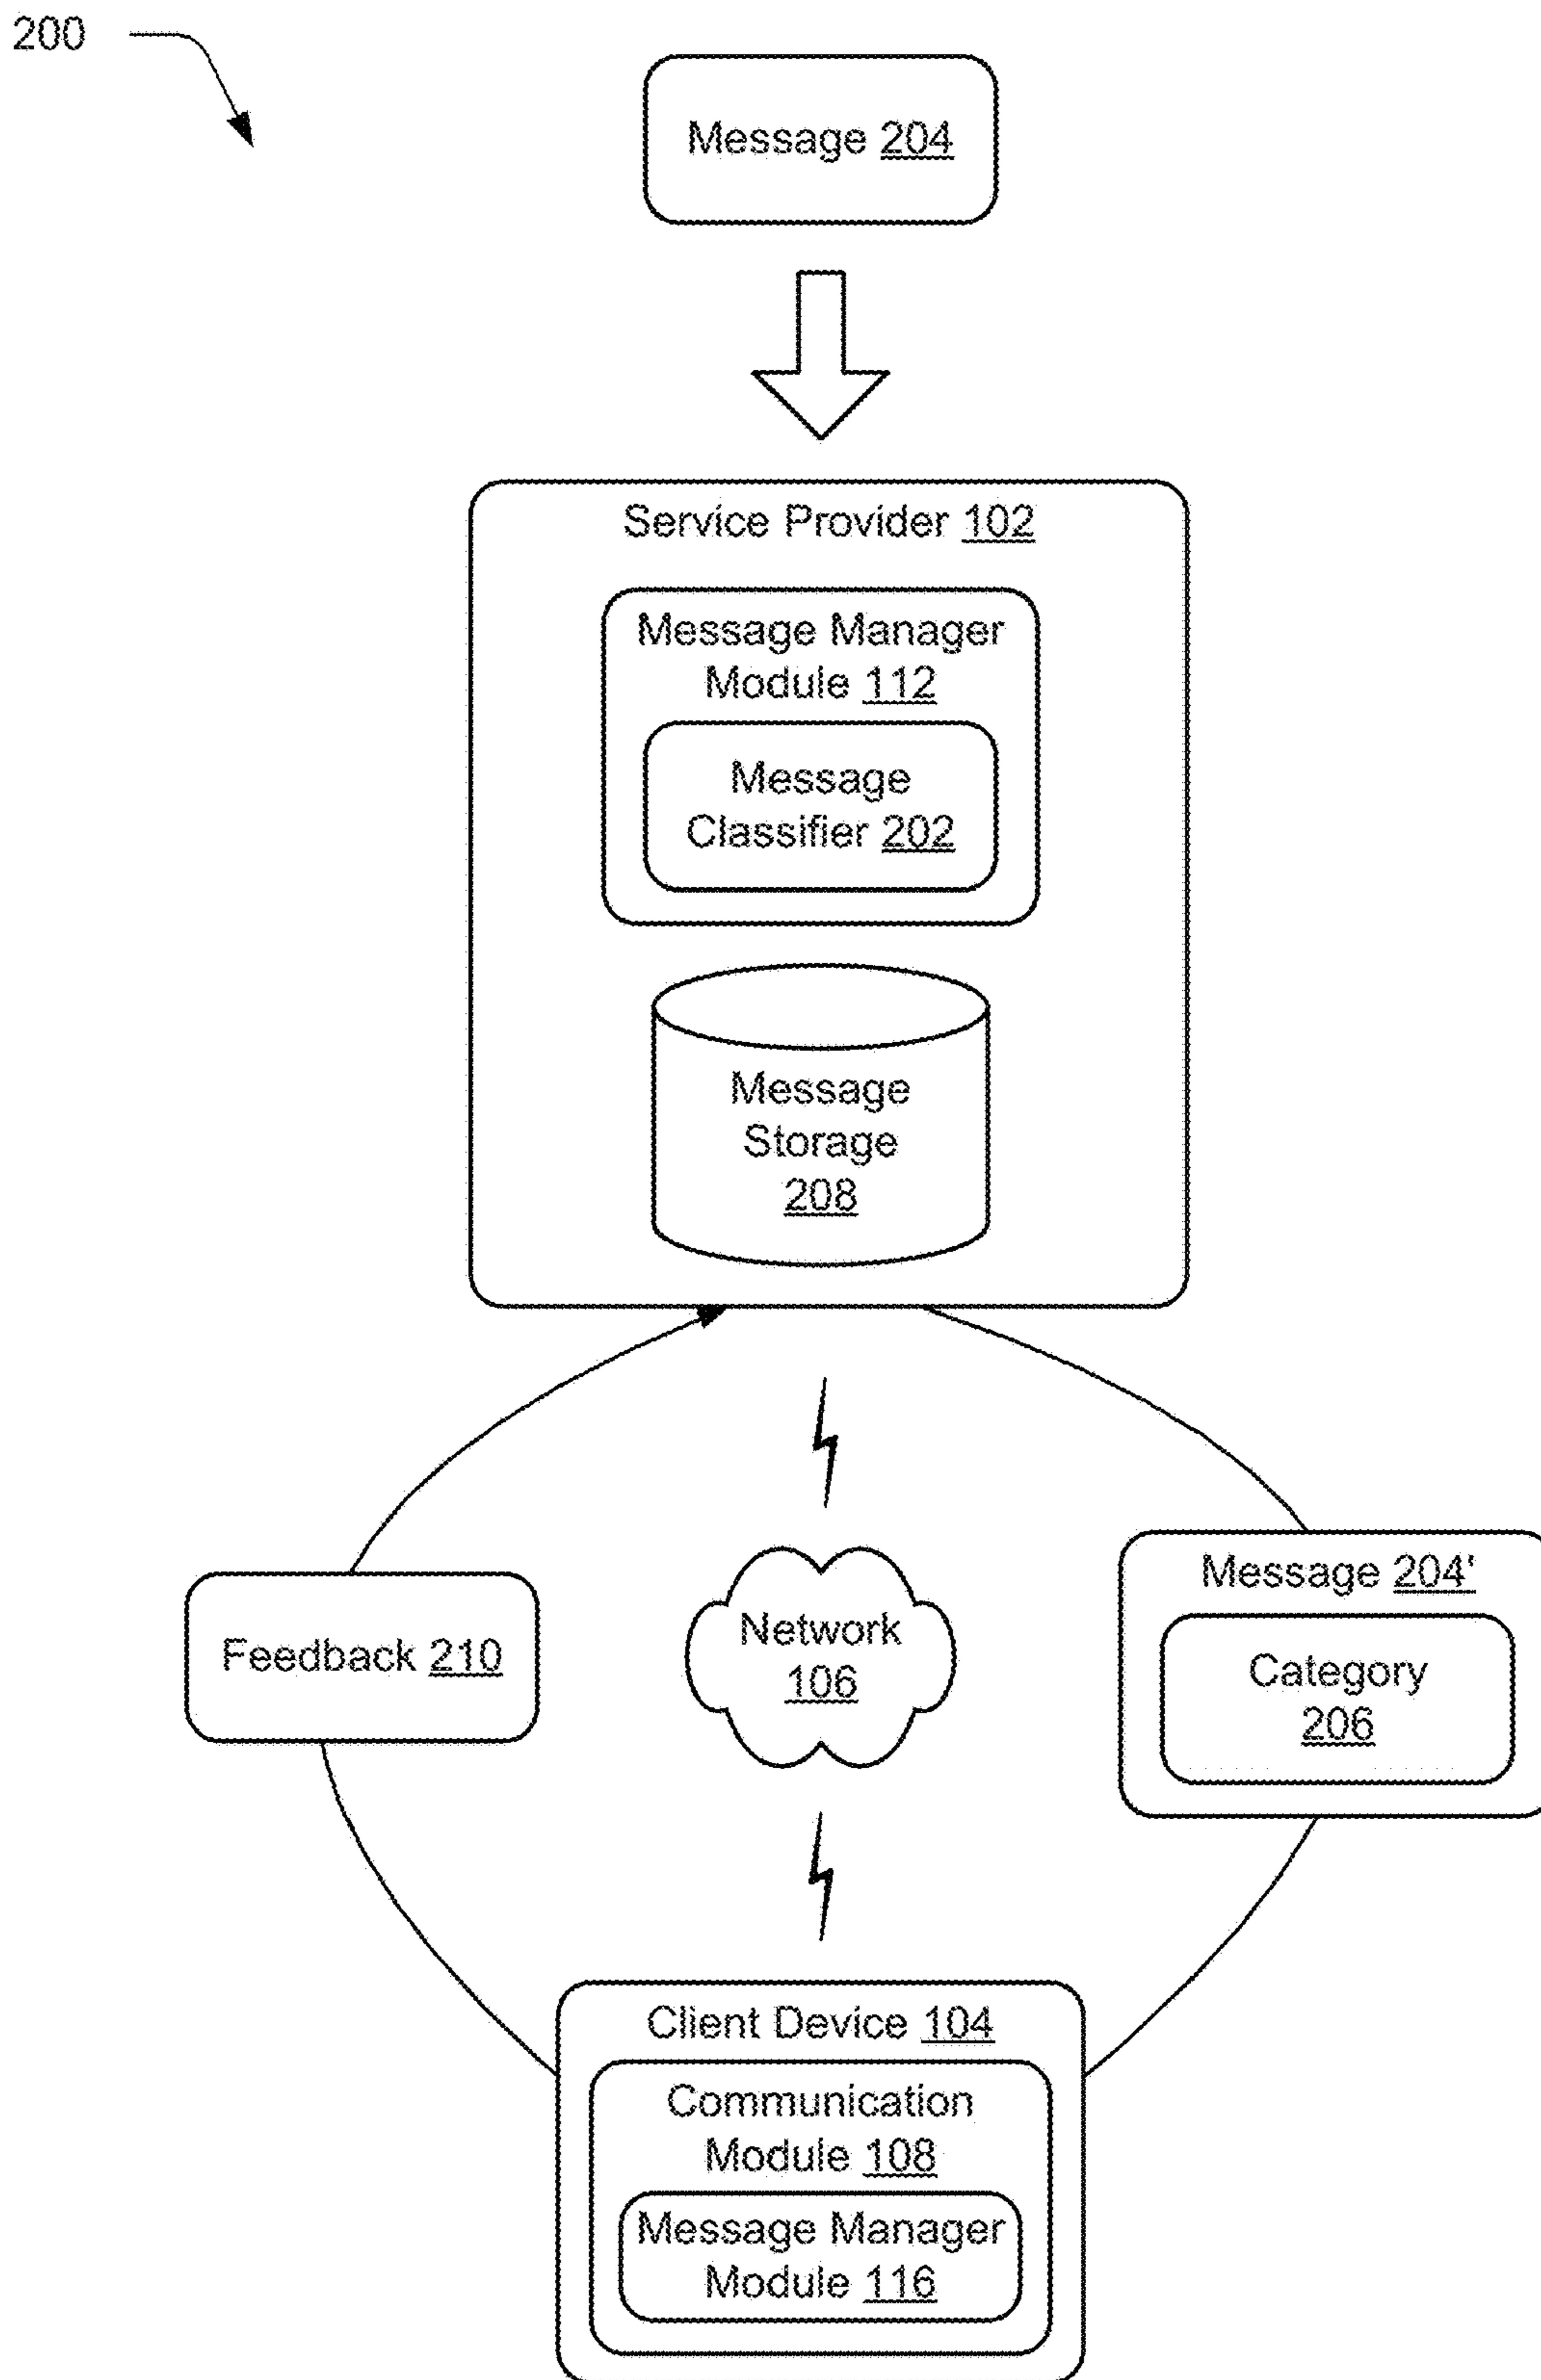 200
Message 204
Service Provider 102
Message Manager
Module 112
Message
Classifier 202
Message
Storage
208
Feedback 210
Network
106
Message 204'
Category
206
Client Device 104
Communication
Module 108
Message Manager
Module 116